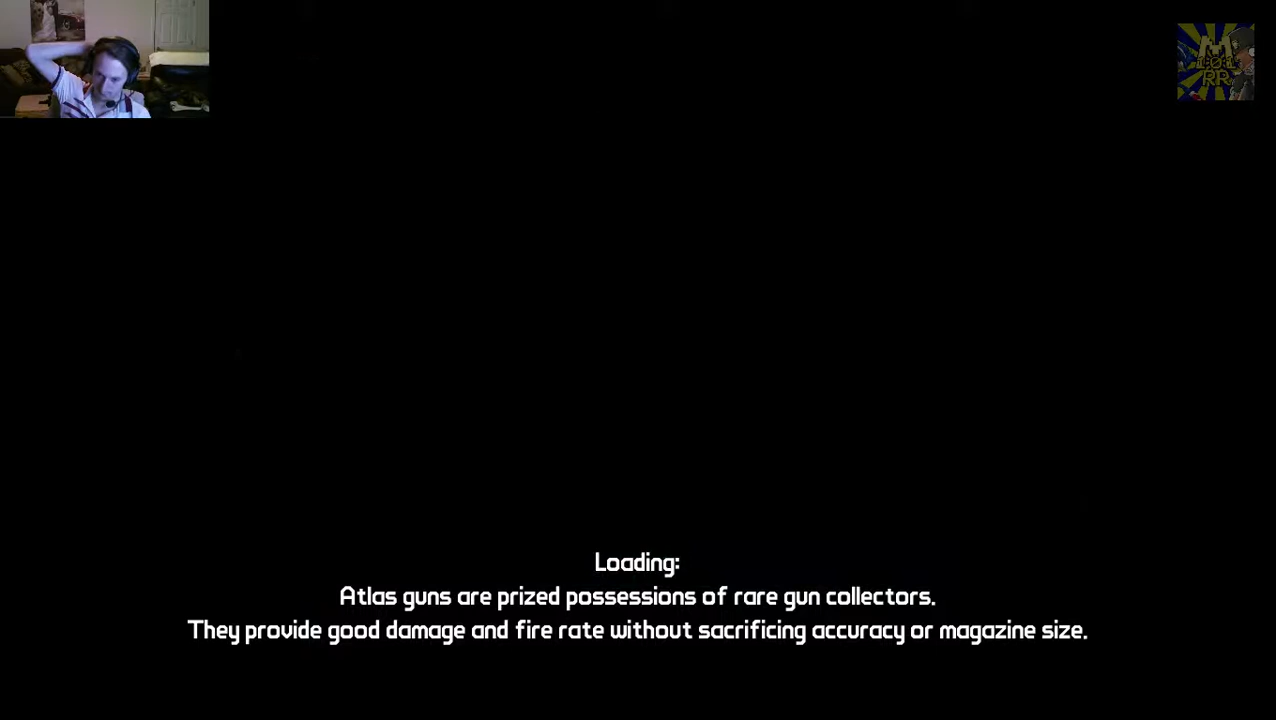 M
RR
Loading:
Atlas guns are prized possessions of rare gun collectors.
They provide good damage and fire rate without sacrificing accuracy or magazine size.